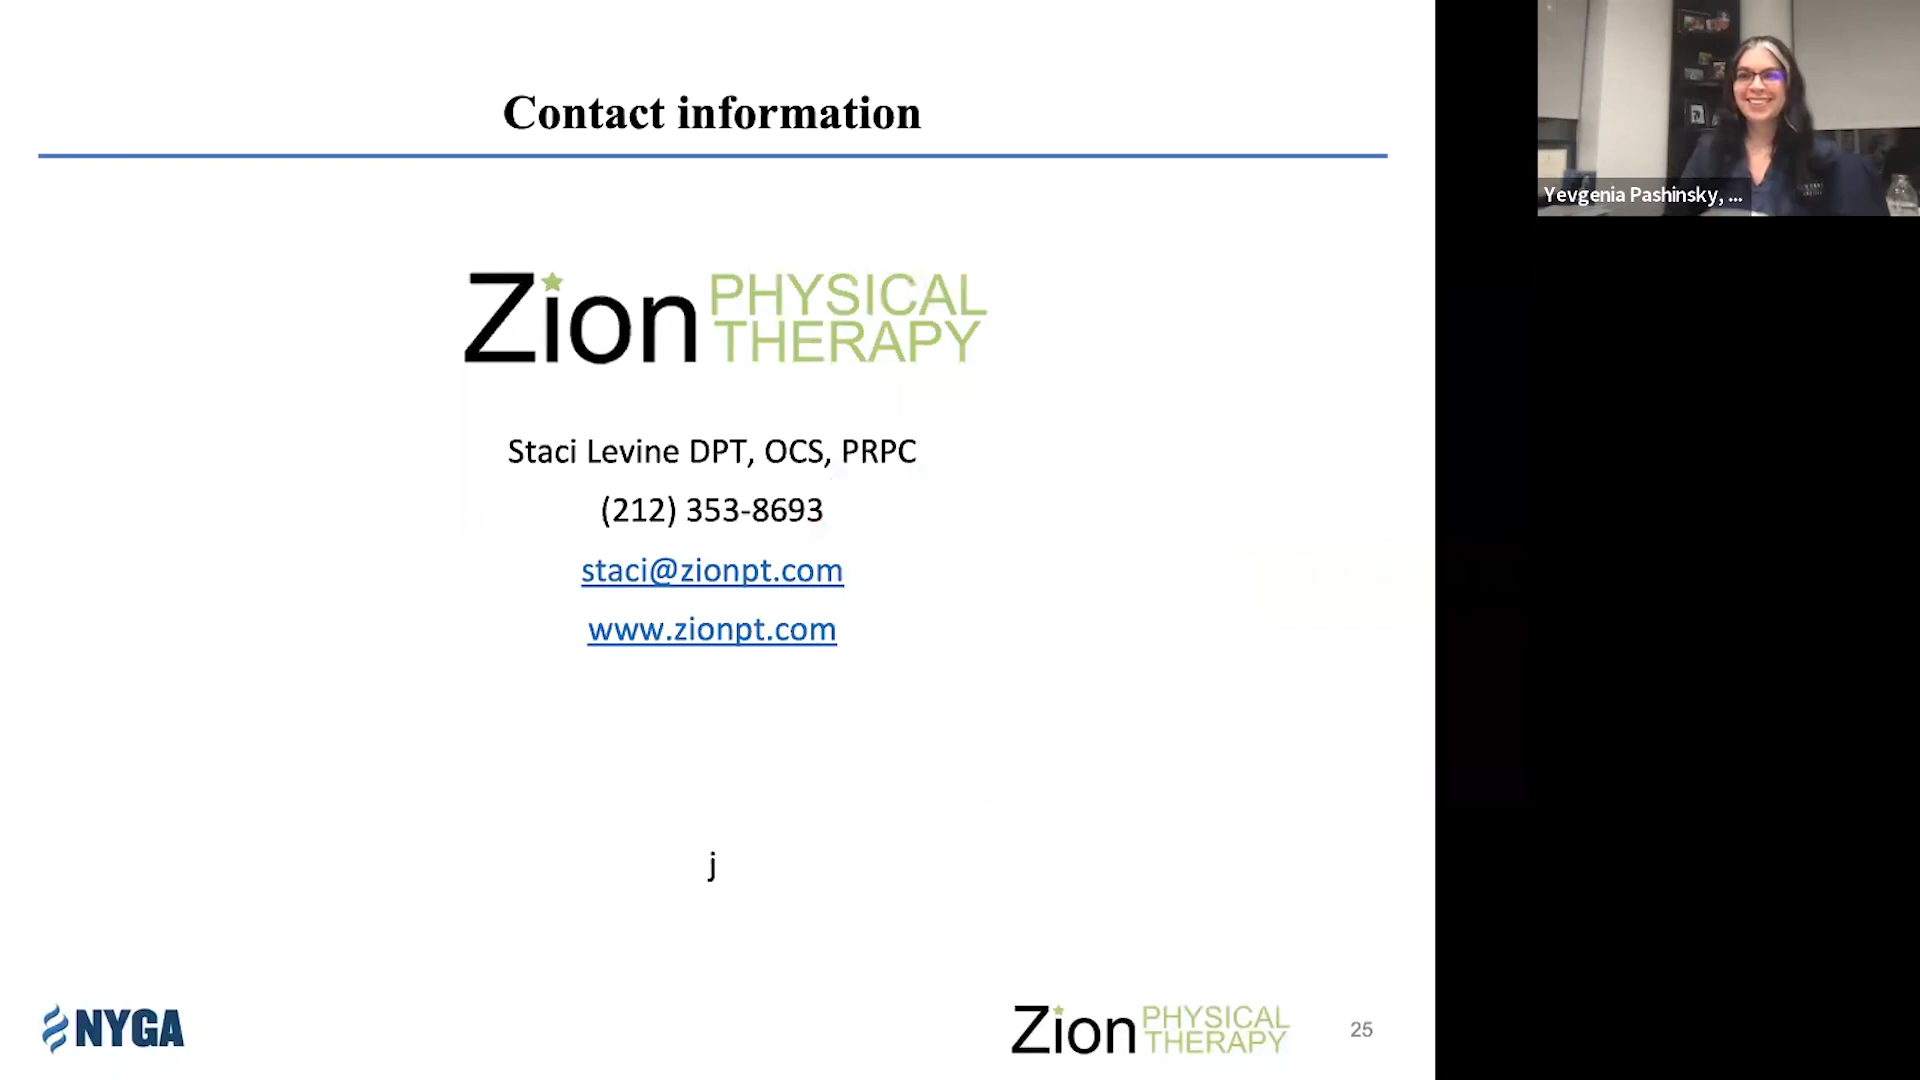 Contact information
Zion PHYSICAL THERAPY
Staci Levine DPT, OCS, PRPC
(212) 353-8693
staci@zionpt.com
www.zionpt.com
j
NYGA
Zion PHYSICAL THERAPY
25
Yevgenia Pashinsky, ...